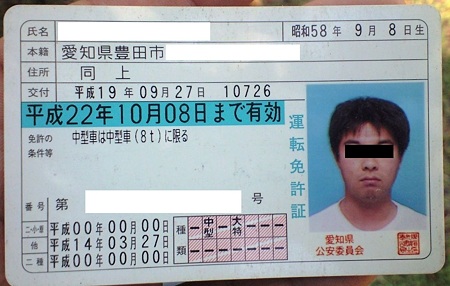 氏名 昭和58年 9月 8日生
本籍 愛知県豊田市
住所 同上
交付 平成19年09月27日 10726
平成22年10月08日まで有効
免許の条件等 中型車は中型車(8t)に限る
運転免許証
番号 第 号
二・小・原 平成00年00月00日
他 平成14年03月27日
二種 平成00年00月00日
種類 中型 大特
愛知県
公安委員会